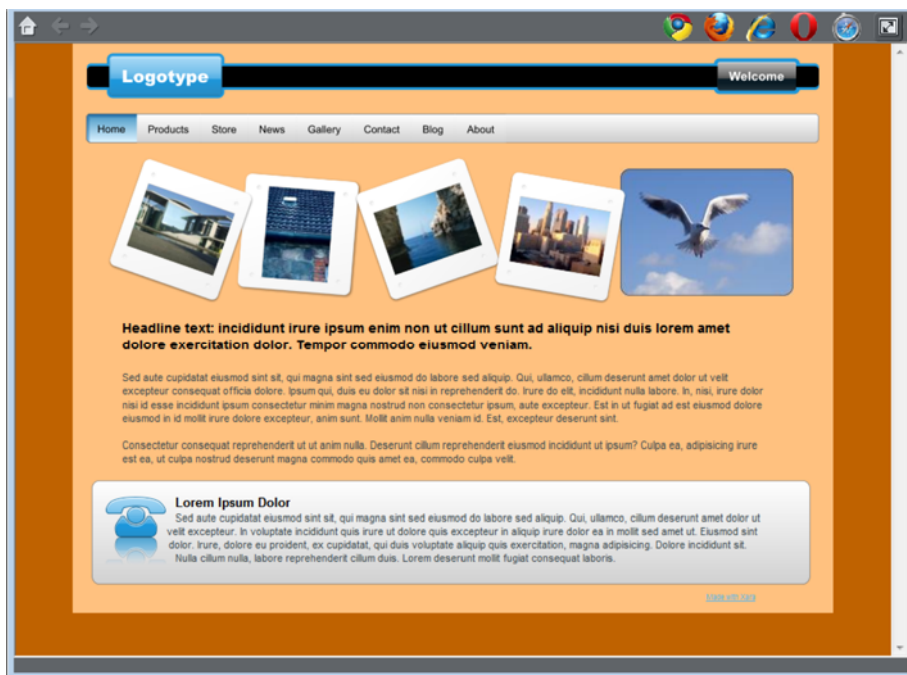 Logotype
Welcome
Home Products Store News Gallery Contact Blog About
Headline text: incididunt irure ipsum enim non ut cillum sunt ad aliquip nisi duis lorem amet
dolore exercitation dolor. Tempor commodo eiusmod veniam.
Sed aute cupidatat eiusmod sint sit, qui magna sint sed eiusmod do labore sed aliquip. Qui, ullamco, cillum deserunt amet dolor ut velit
excepteur consequat officia dolore. Ipsum qui, duis eu dolor sit nisi in reprehenderit do. Irure do elit, incididunt nulla labore. In, nisi, irure dolor
nisi id esse incididunt ipsum consectetur minim magna nostrud non consectetur ipsum, aute excepteur. Est in ut fugiat ad est eiusmod dolore
eiusmod in id mollit irure dolore excepteur, anim sunt. Mollit anim nulla veniam id. Est, excepteur deserunt sint.
Consectetur consequat reprehenderit ut ut anim nulla. Deserunt cillum reprehenderit eiusmod incididunt ut ipsum? Culpa ea, adipisicing irure
est ea, ut culpa nostrud deserunt magna commodo quis amet ea, commodo culpa velit.
Lorem Ipsum Dolor
Sed aute cupidatat eiusmod sint sit, qui magna sint sed eiusmod do labore sed aliquip. Qui, ullamco, cillum deserunt amet dolor ut
velit excepteur. In voluptate incididunt quis irure ut dolore quis excepteur in aliquip irure dolor ea in mollit sed amet ut. Eiusmod sint
dolor. Irure, dolore eu proident, ex cupidatat, qui duis voluptate aliquip quis exercitation, magna adipisicing. Dolore incididunt sit.
Nulla cillum nulla, labore reprehenderit cillum duis. Lorem deserunt mollit fugiat consequat laboris.
Made with Xara